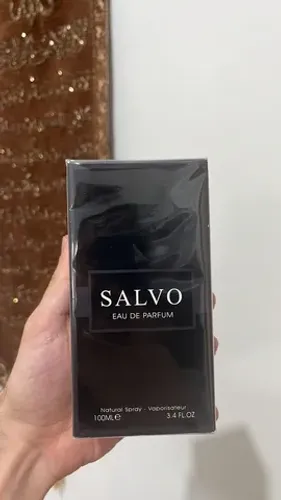 SALVO
EAU DE PARFUM
Natural Spray - Vaporisateur
100ML℮ 3.4 FL.OZ.